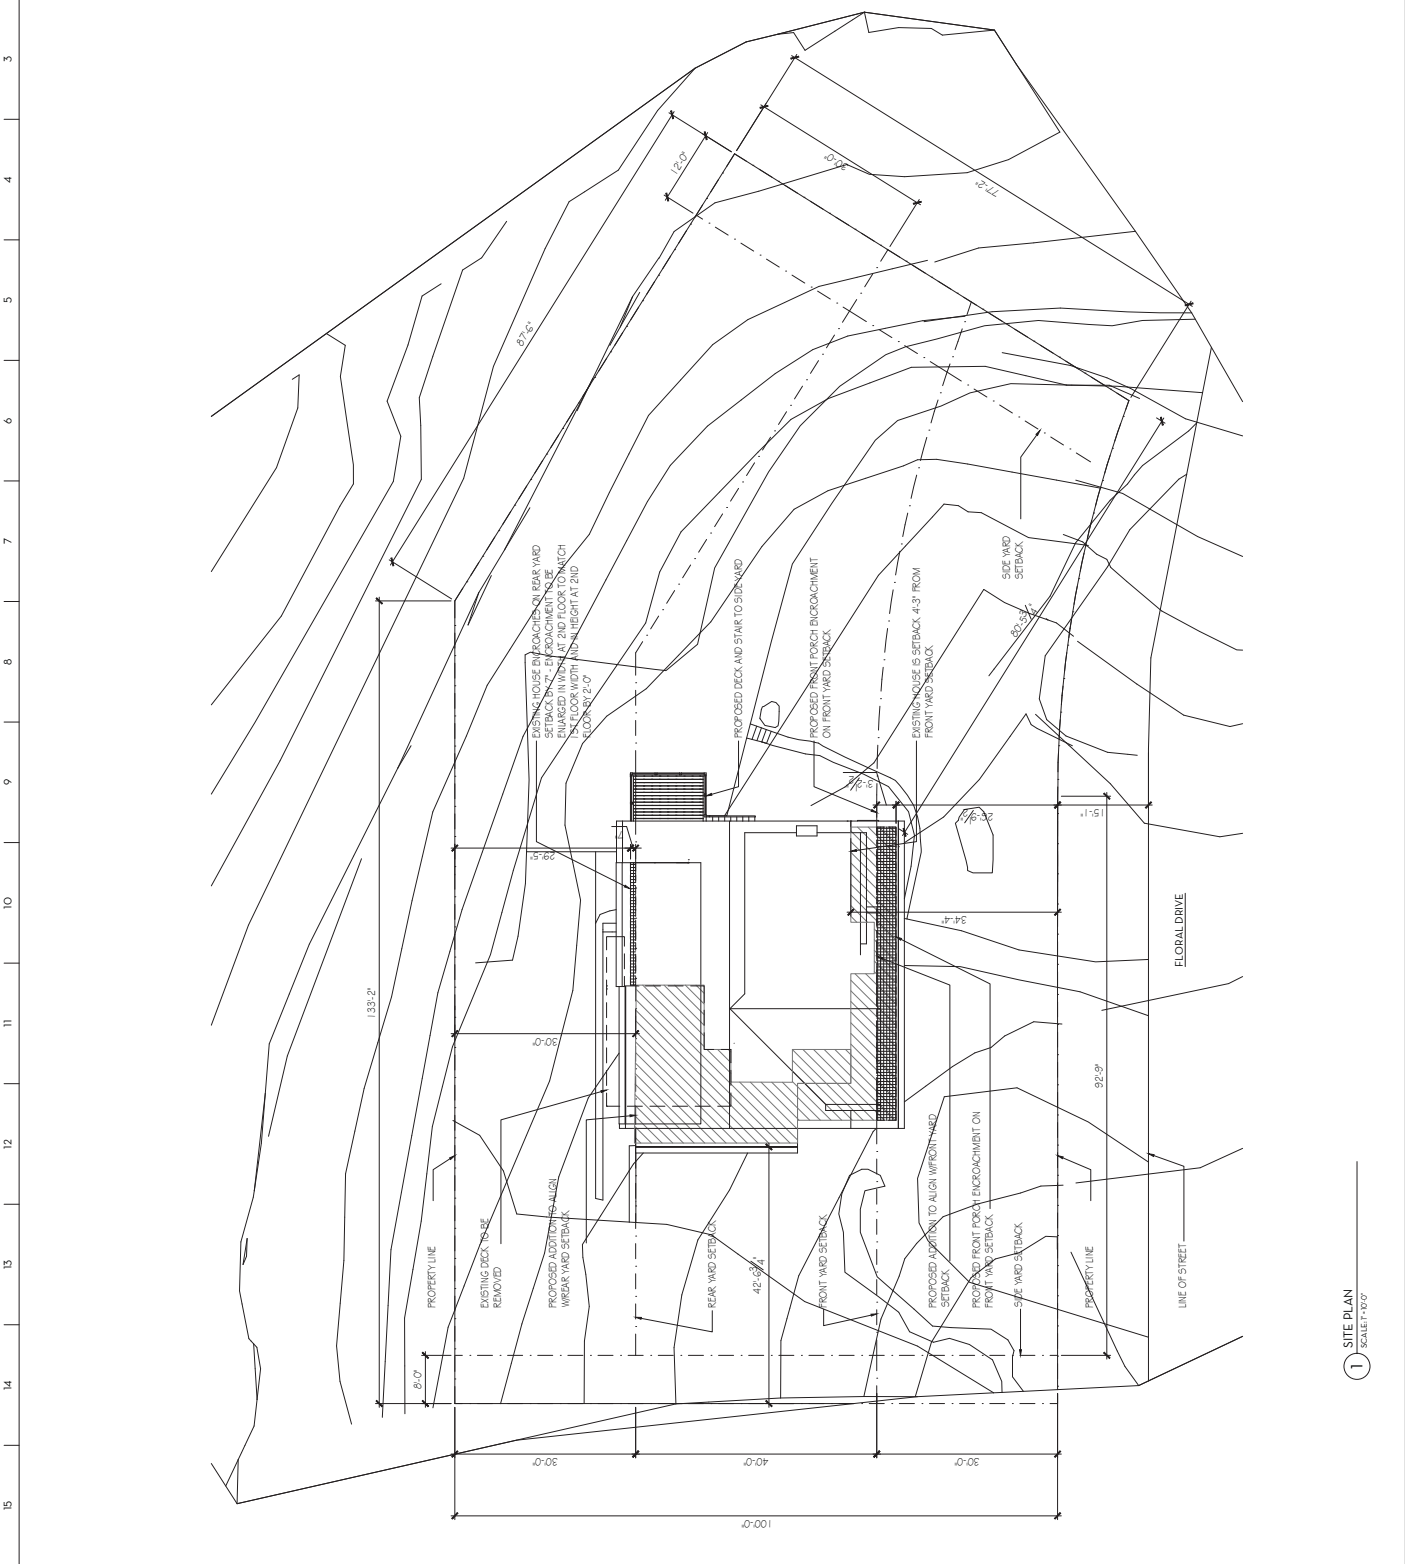 3
4
5
6
7
8
9
10
11
12
13
14
15
12'-0"
30'-0"
77'-2"
87'-6"
133'-2"
EXISTING HOUSE ENCROACHES ON REAR YARD
SETBACK BY 7" - ENCROACHMENT TO BE
ENLARGED IN WIDTH AT 2ND FLOOR TO MATCH
1ST FLOOR WIDTH AND IN HEIGHT AT 2ND
FLOOR BY 2'-0"
PROPOSED DECK AND STAIR TO SIDE YARD
PROPOSED FRONT PORCH ENCROACHMENT
ON FRONT YARD SETBACK
EXISTING HOUSE IS SETBACK 4'-3" FROM
FRONT YARD SETBACK
SIDE YARD
SETBACK
7"
29'-5"
30'-0"
34'-4"
15'-1"
92'-9"
FLORAL DRIVE
PROPERTY LINE
EXISTING DECK TO BE
REMOVED
PROPOSED ADDITION TO ALIGN
W/REAR YARD SETBACK
REAR YARD SETBACK
FRONT YARD SETBACK
PROPOSED ADDITION TO ALIGN W/FRONT YARD
SETBACK
PROPOSED FRONT PORCH ENCROACHMENT ON
FRONT YARD SETBACK
SIDE YARD SETBACK
PROPERTY LINE
LINE OF STREET
8'-0"
30'-0"
40'-0"
30'-0"
100'-0"
1
SITE PLAN